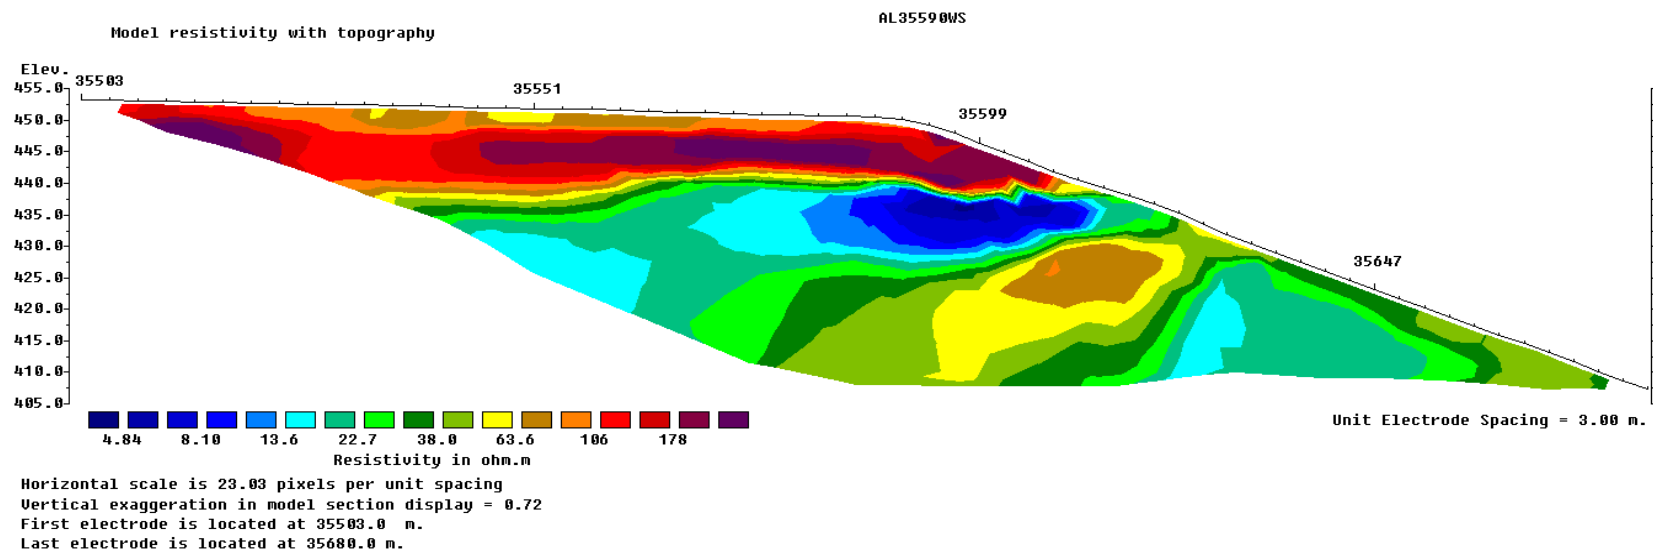 AL35590WS
Model resistivity with topography
Elev.
35503
455.0
35551
35599
450.0
445.0
440.0
435.0
430.0
35647
425.0
420.0
415.0
410.0
405.0
4.84 8.10 13.6 22.7 38.0 63.6 106 178
Unit Electrode Spacing = 3.00 m.
Resistivity in ohm.m
Horizontal scale is 23.03 pixels per unit spacing
Vertical exaggeration in model section display = 0.72
First electrode is located at 35503.0 m.
Last electrode is located at 35680.0 m.